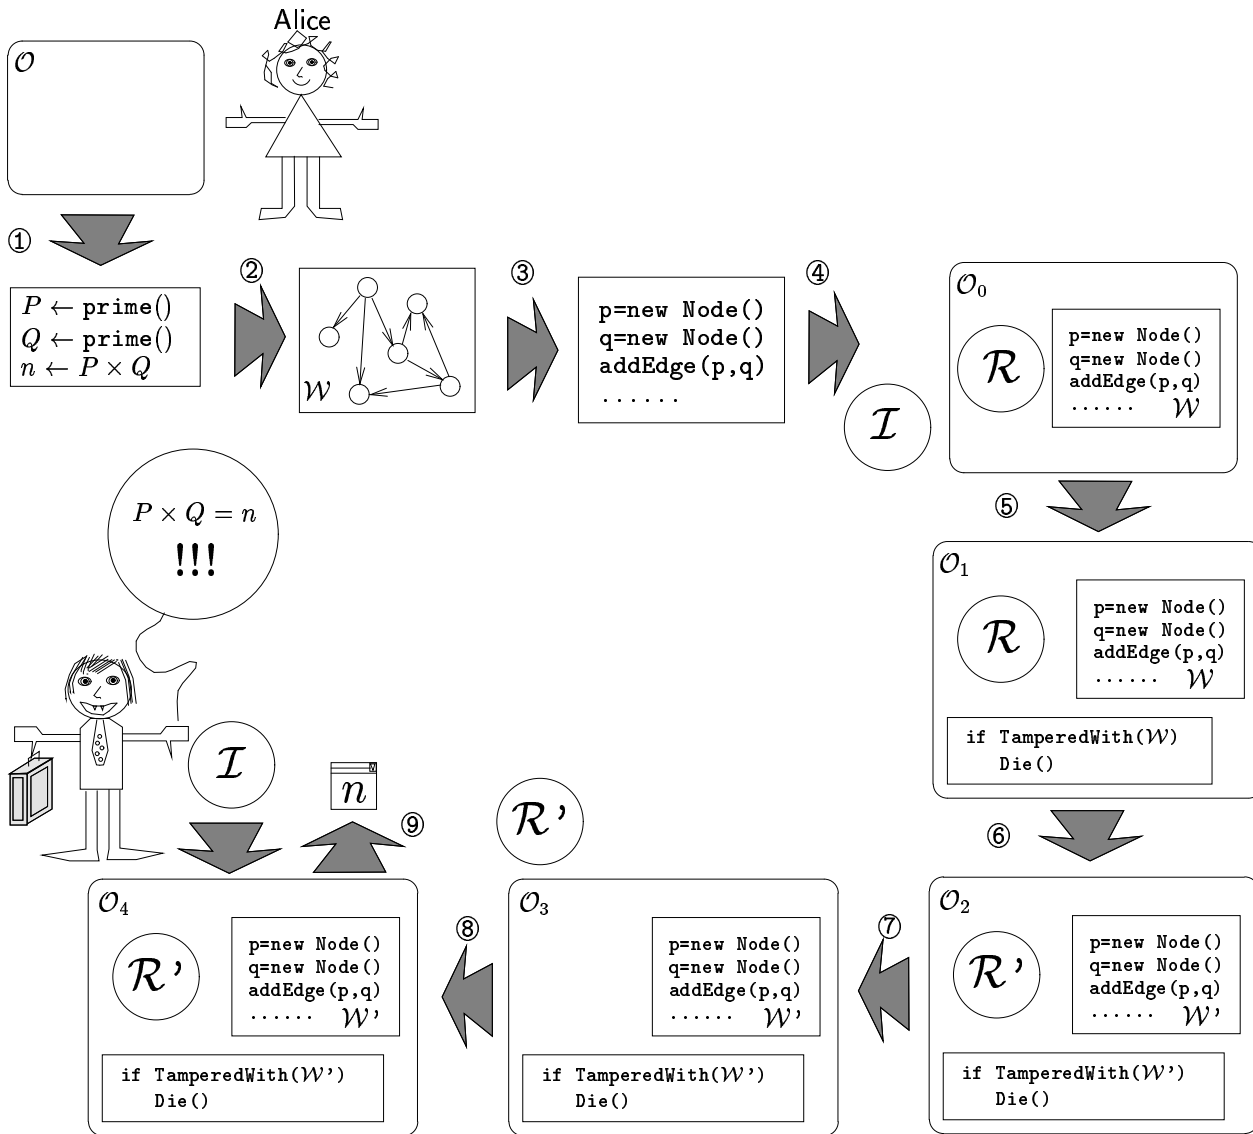 Alice
𝒪
①
P ← prime()
Q ← prime()
n ← P × Q
②
𝒲
③
p=new Node()
q=new Node()
addEdge(p,q)
......
④
ℐ
𝒪₀
ℛ
p=new Node()
q=new Node()
addEdge(p,q)
...... 𝒲
⑤
𝒪₁
ℛ
p=new Node()
q=new Node()
addEdge(p,q)
...... 𝒲
if TamperedWith(𝒲)
Die()
⑥
𝒪₂
ℛ'
p=new Node()
q=new Node()
addEdge(p,q)
...... 𝒲'
if TamperedWith(𝒲')
Die()
⑦
ℛ'
𝒪₃
p=new Node()
q=new Node()
addEdge(p,q)
...... 𝒲'
if TamperedWith(𝒲')
Die()
⑧
𝒪₄
ℛ'
p=new Node()
q=new Node()
addEdge(p,q)
...... 𝒲'
if TamperedWith(𝒲')
Die()
ℐ
n
⑨
P × Q = n
!!!